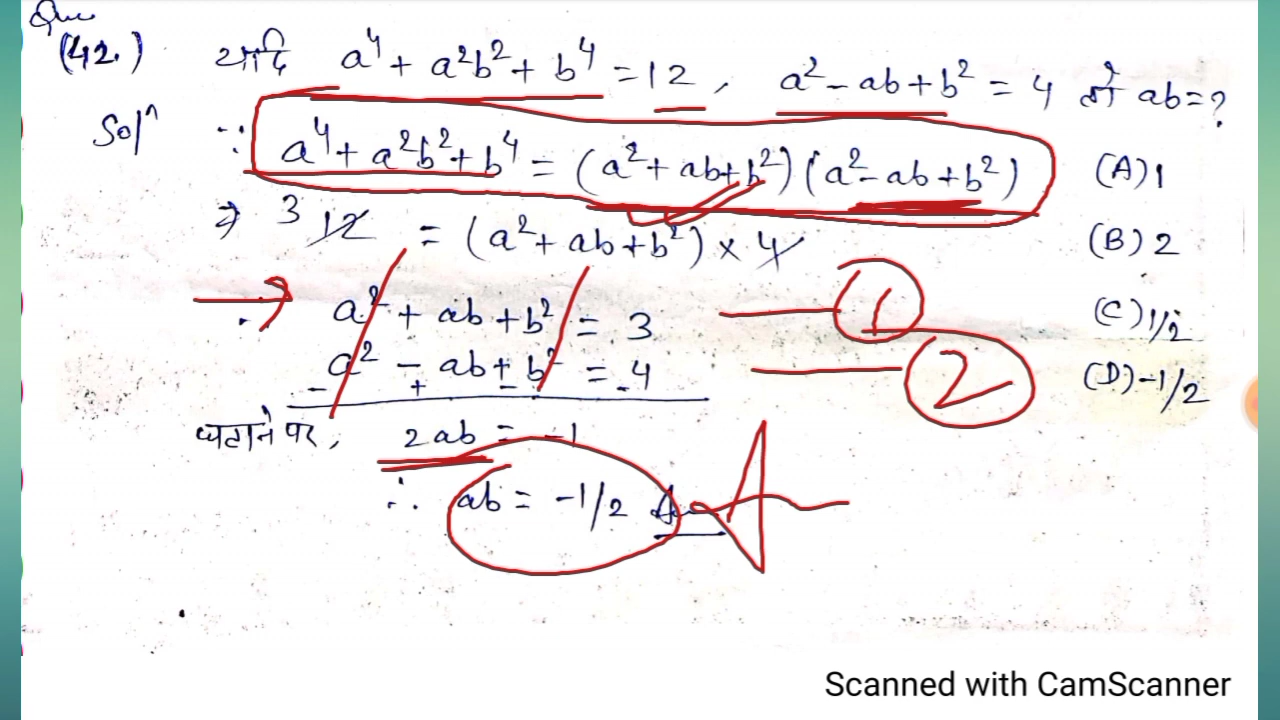 Que
(42.) यदि a⁴ + a²b² + b⁴ = 12, a² - ab + b² = 4 तो ab = ?
Solⁿ ∵ a⁴ + a²b² + b⁴ = (a² + ab + b²)(a² - ab + b²) (A) 1
⇒ 3 12 = (a² + ab + b²) × 4 (B) 2
∴ a² + ab + b² = 3 1 (C) 1/2
a² - ab + b² = 4 2 (D) -1/2
- + - -
घटाने पर, 2ab = -1
∴ ab = -1/2
Scanned with CamScanner